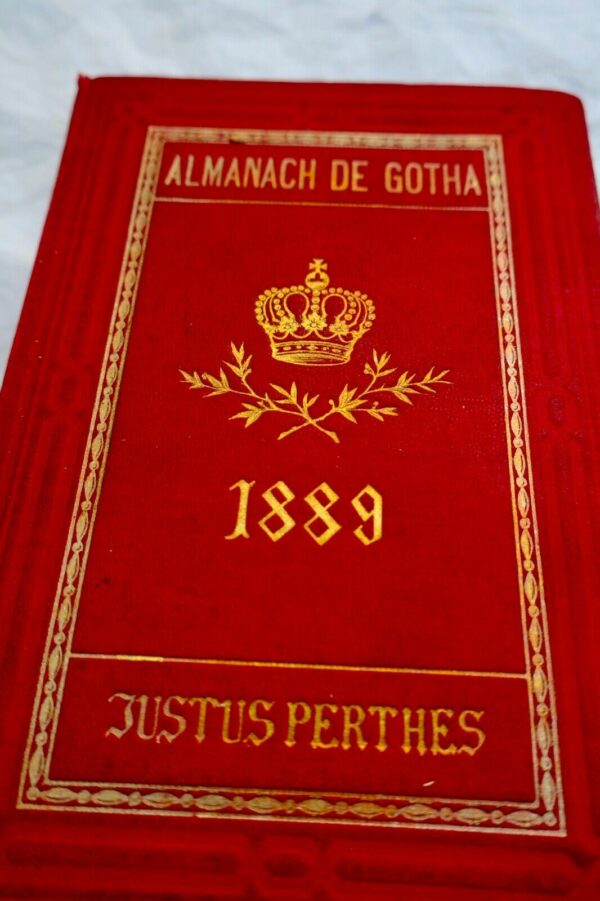 ALMANACH DE GOTHA
1889
JUSTUS PERTHES